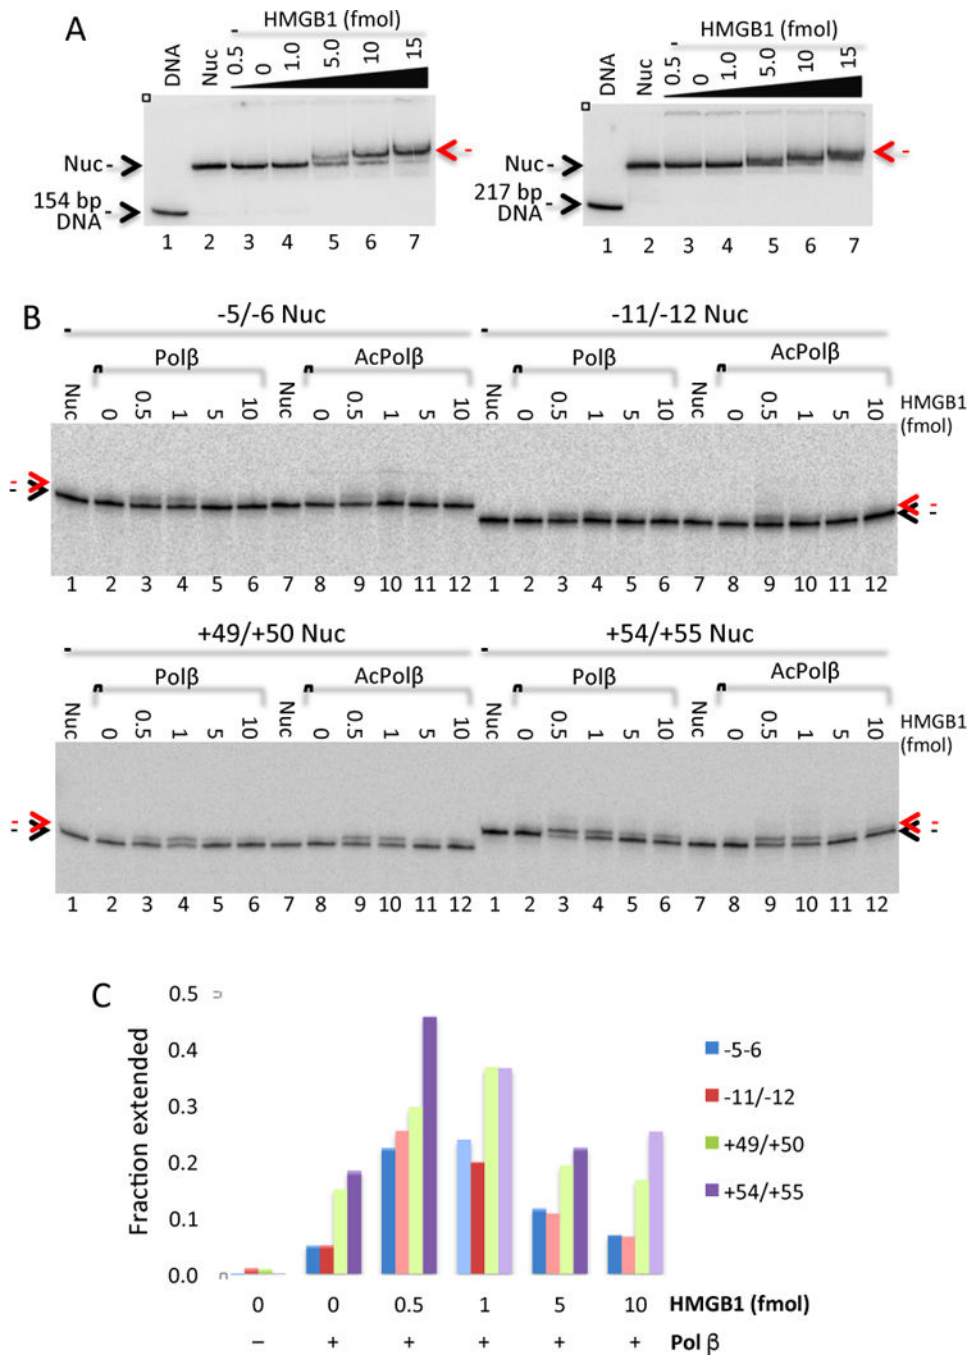 A
HMGB1 (fmol)
DNA Nuc 0.5 0 1.0 5.0 10 15
Nuc
154 bp
DNA
1 2 3 4 5 6 7
HMGB1 (fmol)
DNA Nuc 0.5 0 1.0 5.0 10 15
Nuc
217 bp
DNA
1 2 3 4 5 6 7
B
-5/-6 Nuc -11/-12 Nuc
Polβ AcPolβ Polβ AcPolβ
Nuc 0 0.5 1 5 10 Nuc 0 0.5 1 5 10 Nuc 0 0.5 1 5 10 Nuc 0 0.5 1 5 10 HMGB1
(fmol)
1 2 3 4 5 6 7 8 9 10 11 12 1 2 3 4 5 6 7 8 9 10 11 12
+49/+50 Nuc +54/+55 Nuc
Polβ AcPolβ Polβ AcPolβ
Nuc 0 0.5 1 5 10 Nuc 0 0.5 1 5 10 Nuc 0 0.5 1 5 10 Nuc 0 0.5 1 5 10 HMGB1
(fmol)
1 2 3 4 5 6 7 8 9 10 11 12 1 2 3 4 5 6 7 8 9 10 11 12
C
Fraction extended
0.5
0.4
0.3
0.2
0.1
0.0
-5-6
-11/-12
+49/+50
+54/+55
0 0 0.5 1 5 10 HMGB1 (fmol)
– + + + + + Pol β